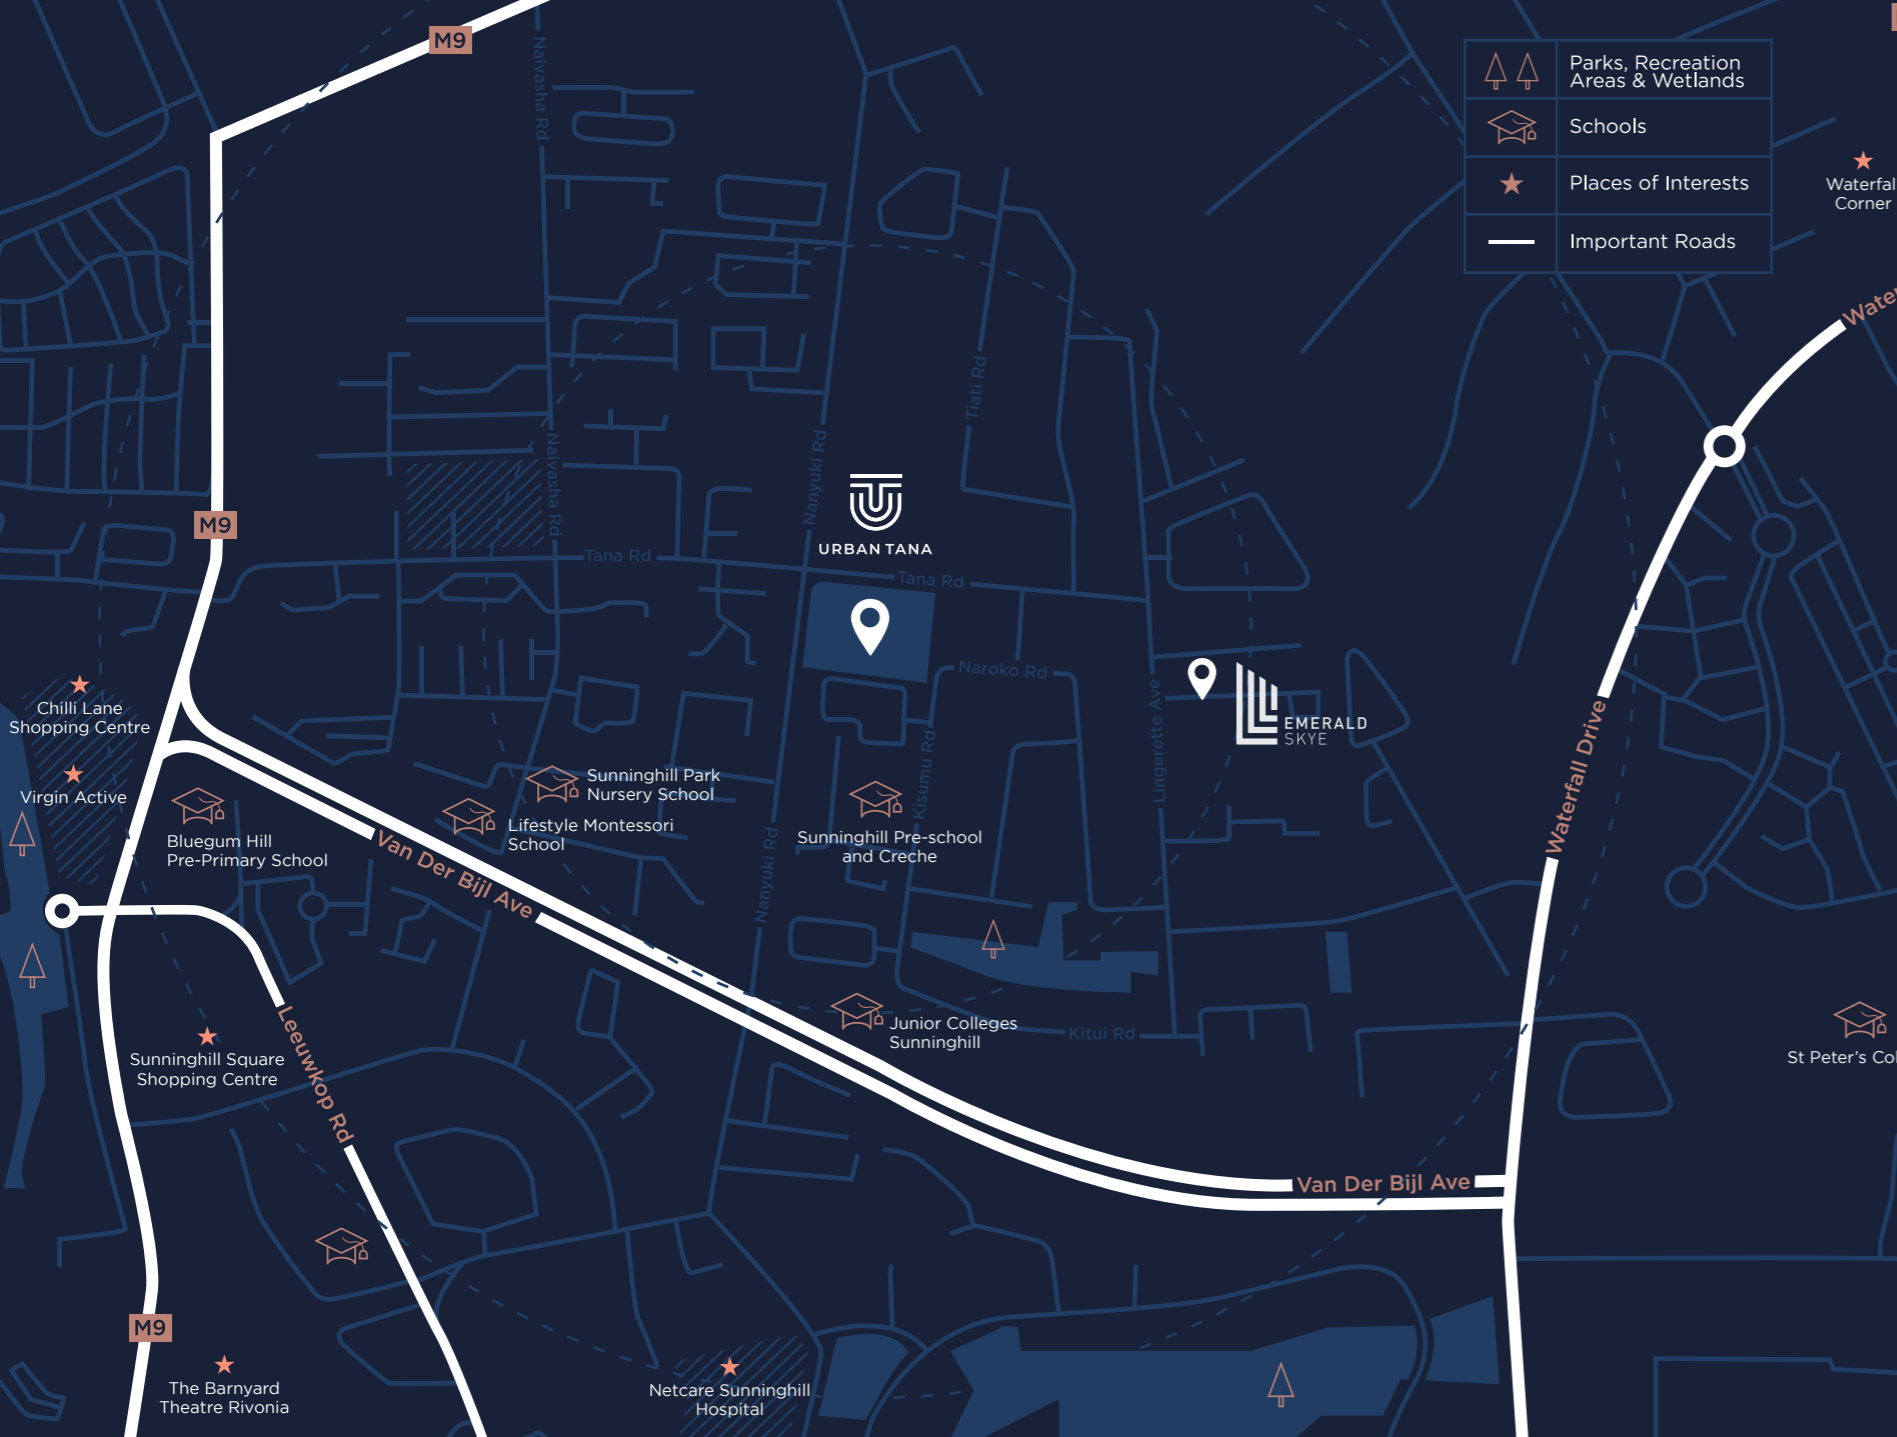 M9
Naivasha Rd
Parks, Recreation
Areas & Wetlands
Schools
Places of Interests
Important Roads
Waterfal
Corner
Water
Tiati Rd
Nanyuki Rd
Naivasha Rd
M9
URBAN TANA
Tana Rd
Tana Rd
Naroko Rd
Lingerette Ave
EMERALD
SKYE
Chilli Lane
Shopping Centre
Virgin Active
Waterfall Drive
Kisumu Rd
Sunninghill Park
Nursery School
Lifestyle Montessori
School
Bluegum Hill
Pre-Primary School
Van Der Bijl Ave
Nanyuki Rd
Sunninghill Pre-school
and Creche
Junior Colleges
Sunninghill
Kitui Rd
St Peter's Col
Leeuwkop Rd
Sunninghill Square
Shopping Centre
Van Der Bijl Ave
M9
The Barnyard
Theatre Rivonia
Netcare Sunninghill
Hospital